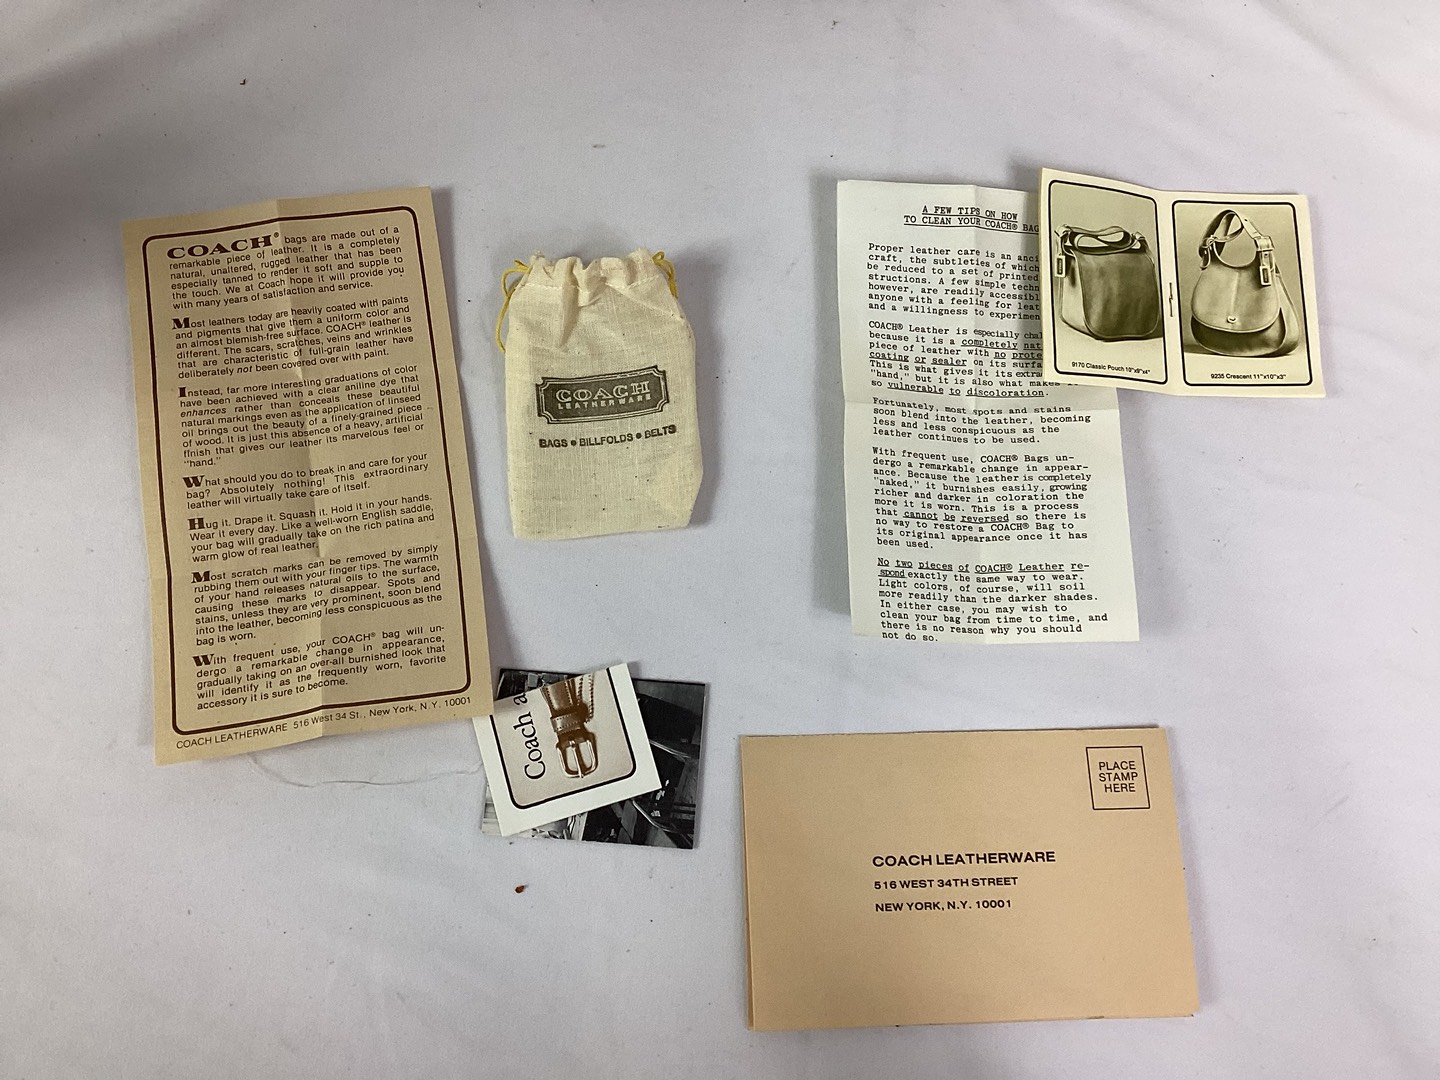 COACH® bags are made out of a
remarkable piece of leather. It is a completely
natural, unaltered, rugged leather that has been
especially tanned to render it soft and supple to
the touch. We at Coach hope it will provide you
with many years of satisfaction and service.
Most leathers today are heavily coated with paints
and pigments that give them a uniform color and
an almost blemish-free surface. COACH® leather is
different. The scars, scratches, veins and wrinkles
that are characteristic of full-grain leather have
deliberately not been covered over with paint.
Instead, far more interesting graduations of color
have been achieved with a clear aniline dye that
enhances rather than conceals these beautiful
natural markings even as the application of linseed
oil brings out the beauty of a finely-grained piece
of wood. It is just this absence of a heavy, artificial
finish that gives our leather its marvelous feel or
"hand."
What should you do to break in and care for your
bag? Absolutely nothing! This extraordinary
leather will virtually take care of itself.
Hug it. Drape it. Squash it. Hold it in your hands.
Wear it every day. Like a well-worn English saddle,
your bag will gradually take on the rich patina and
warm glow of real leather.
Most scratch marks can be removed by simply
rubbing them out with your finger tips. The warmth
of your hand releases natural oils to the surface,
causing these marks to disappear. Spots and
stains, unless they are very prominent, soon blend
into the leather, becoming less conspicuous as the
bag is worn.
With frequent use, your COACH® bag will un-
dergo a remarkable change in appearance,
gradually taking on an over-all burnished look that
will identify it as the frequently worn, favorite
accessory it is sure to become.
COACH LEATHERWARE 516 West 34 St., New York, N.Y. 10001
COACH
LEATHERWARE
BAGS • BILLFOLDS • BELTS
A FEW TIPS ON HOW
TO CLEAN YOUR COACH® BAG
Proper leather care is an anci
craft, the subtleties of which
be reduced to a set of printed
structions. A few simple techn
however, are readily accessibl
anyone with a feeling for leat
and a willingness to experimen
COACH® Leather is especially chal
because it is a completely nat
piece of leather with no prote
coating or sealer on its surfa
This is what gives it its extra
"hand," but it is also what makes it
so vulnerable to discoloration.
Fortunately, most spots and stains
soon blend into the leather, becoming
less and less conspicuous as the
leather continues to be used.
With frequent use, COACH® Bags un-
dergo a remarkable change in appear-
ance. Because the leather is completely
"naked," it burnishes easily, growing
richer and darker in coloration the
more it is worn. This is a process
that cannot be reversed so there is
no way to restore a COACH® Bag to
its original appearance once it has
been used.
No two pieces of COACH® Leather re-
spond exactly the same way to wear.
Light colors, of course, will soil
more readily than the darker shades.
In either case, you may wish to
clean your bag from time to time, and
there is no reason why you should
not do so.
9170 Classic Pouch 10"x9"x4"
9235 Crescent 11"x10"x3"
Coach a
PLACE
STAMP
HERE
COACH LEATHERWARE
516 WEST 34TH STREET
NEW YORK, N.Y. 10001